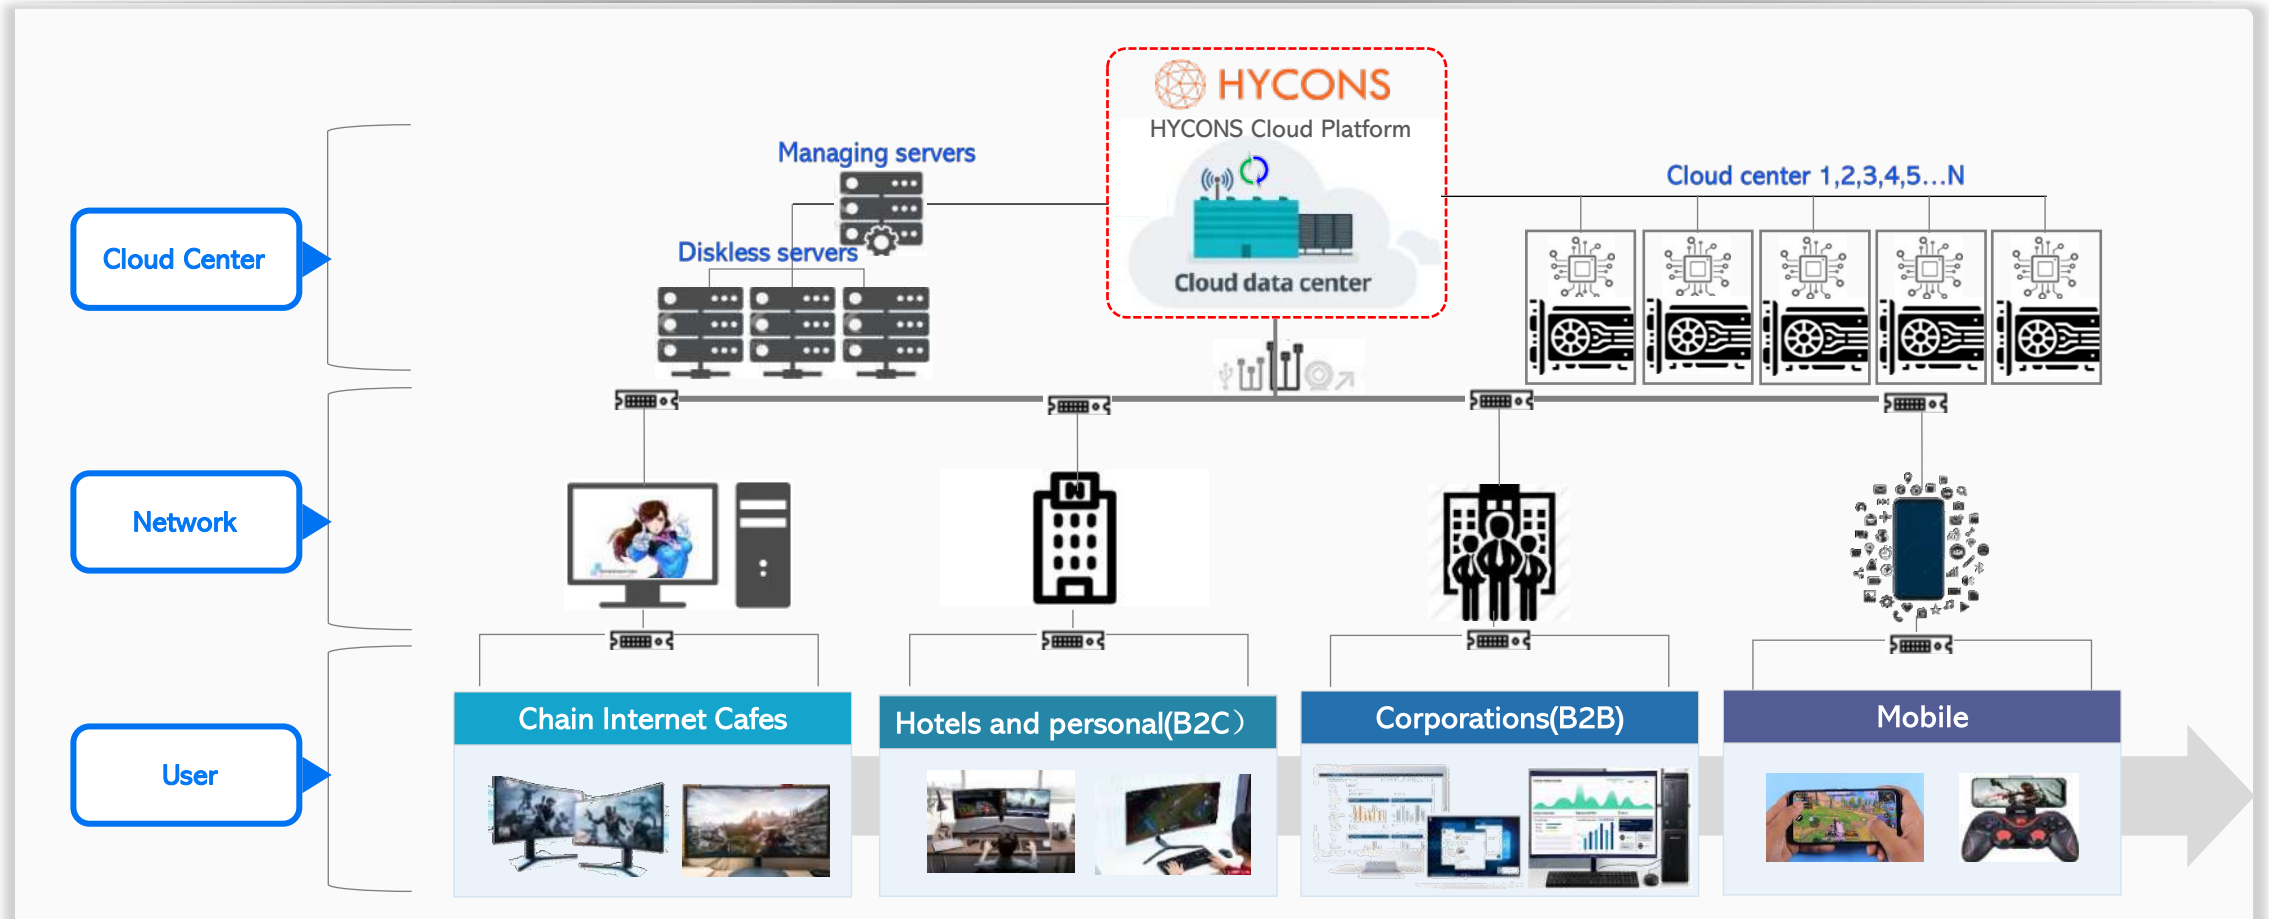 HYCONS
HYCONS Cloud Platform
Managing servers
Cloud center 1,2,3,4,5...N
Diskless servers
Cloud Center
Cloud data center
Network
Chain Internet Cafes
Hotels and personal(B2C）
Corporations(B2B)
Mobile
User